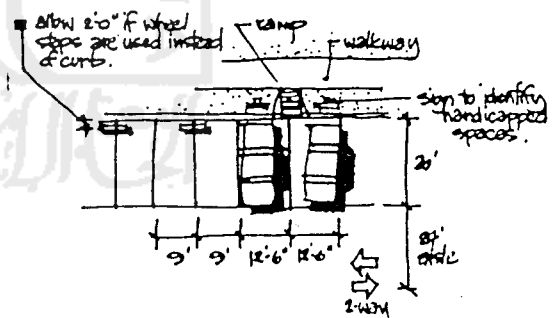 Allow 2'-0" if wheel
stops are used instead
of curb.
ramp
walkway
sign to identify
handicapped
spaces.
20'
9'
9'
12'-6"
12'-6"
aisle
2-way